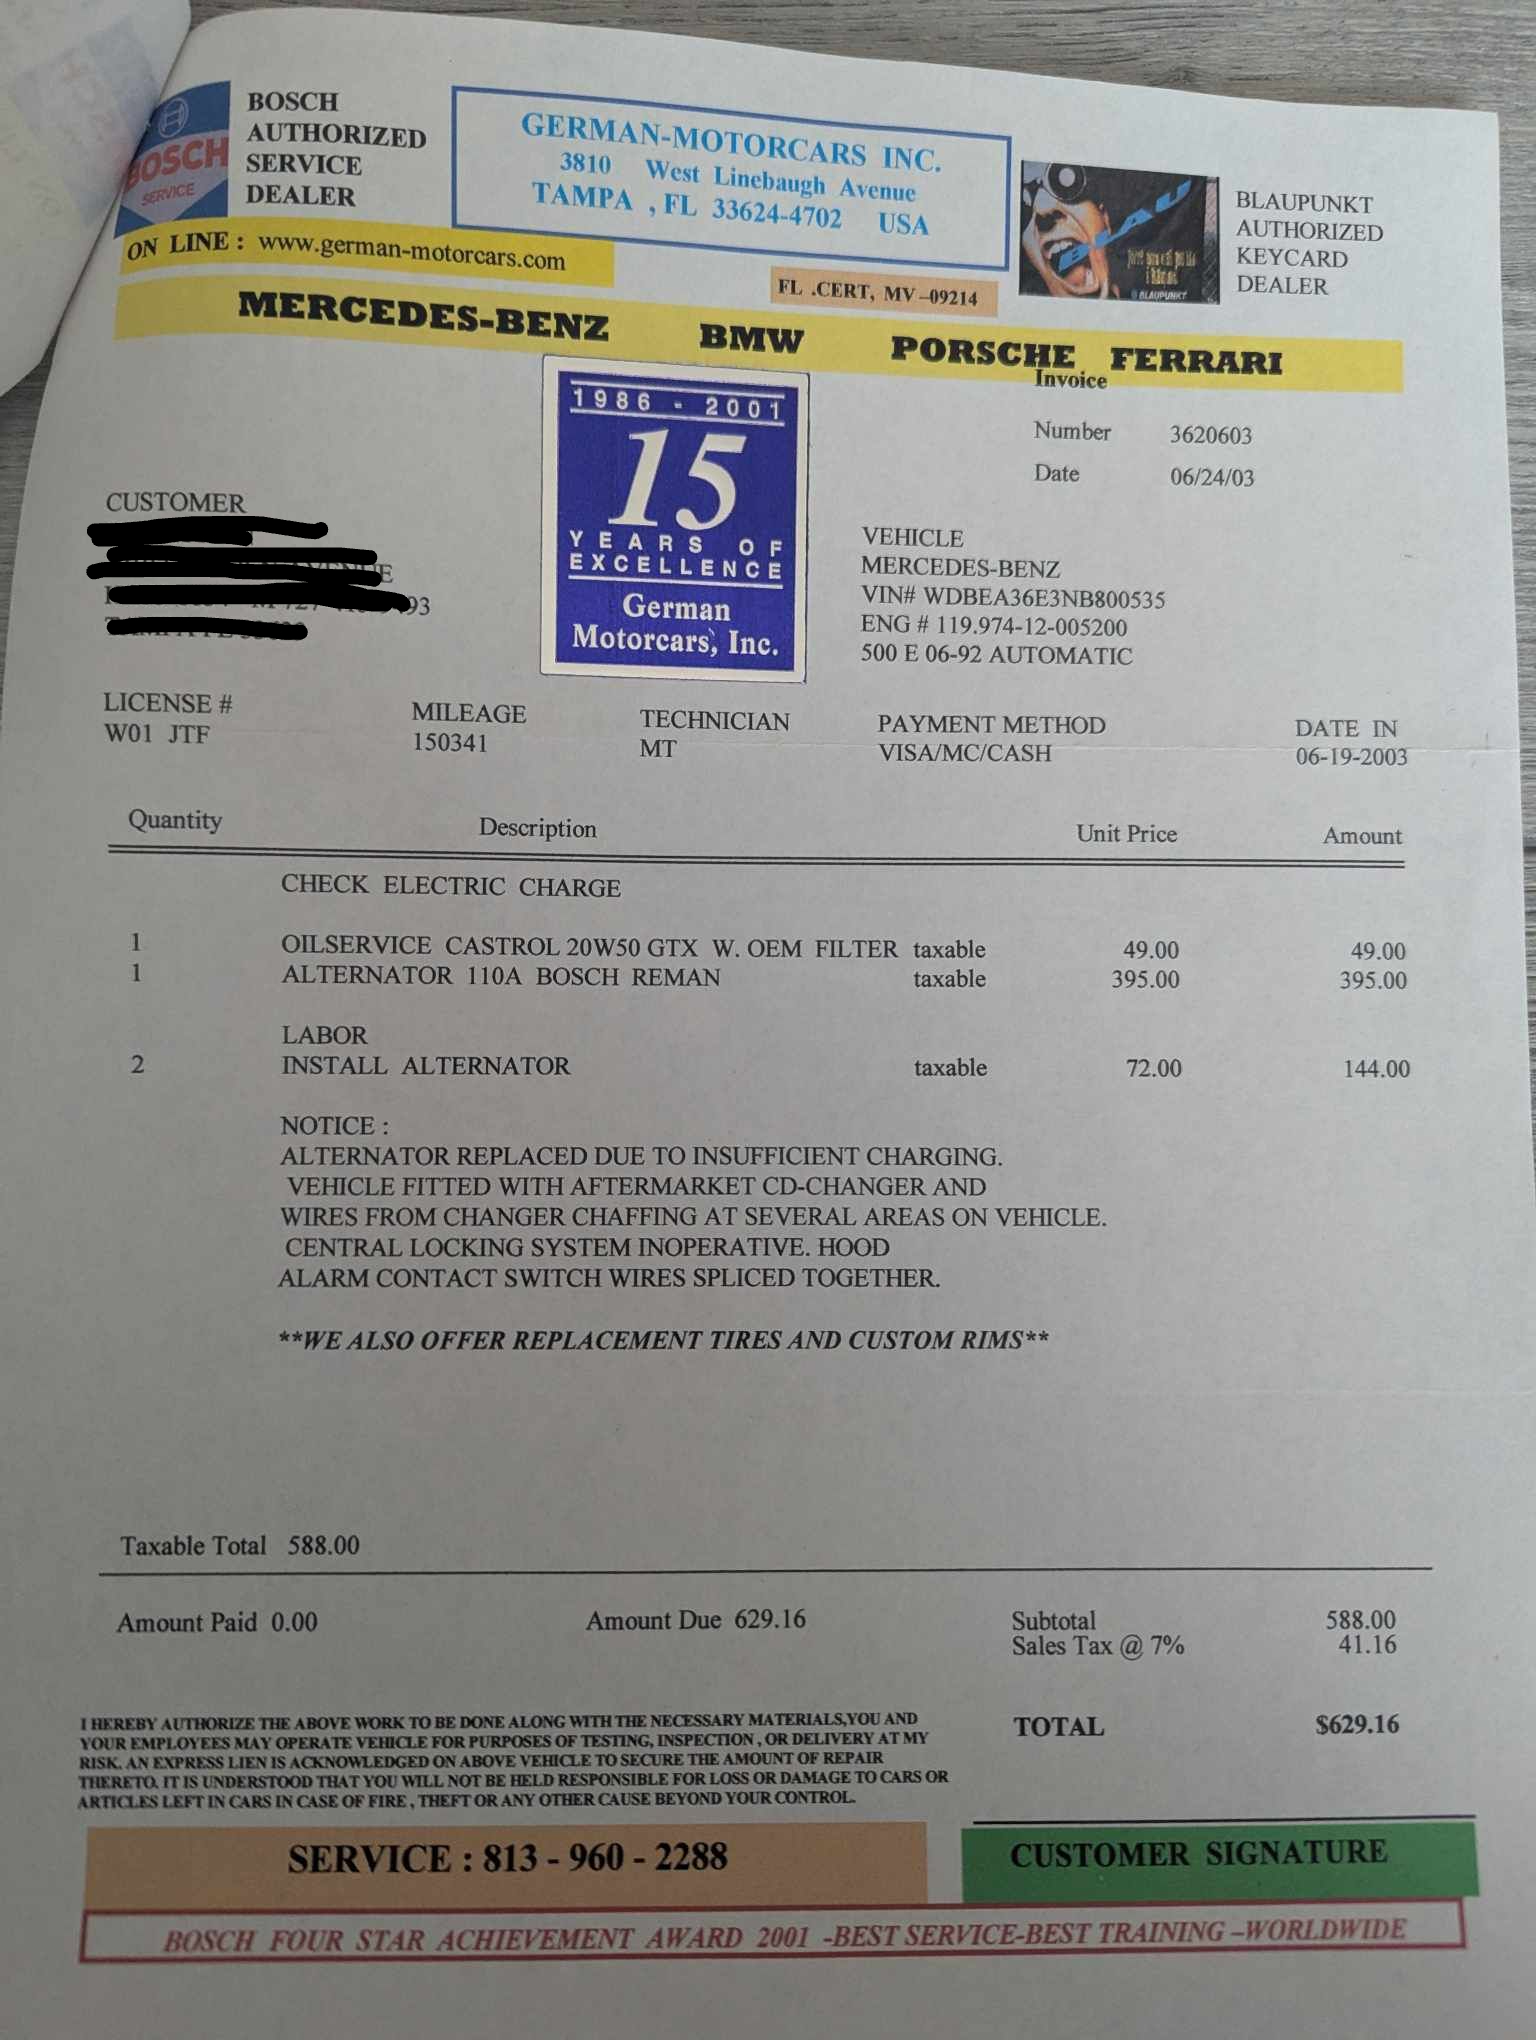 BOSCH
SERVICE
BOSCH
AUTHORIZED
SERVICE
DEALER
GERMAN-MOTORCARS INC.
3810 West Linebaugh Avenue
TAMPA , FL 33624-4702 USA
BLAU
BLAUPUNKT
BLAUPUNKT
AUTHORIZED
KEYCARD
DEALER
ON LINE : www.german-motorcars.com
FL .CERT, MV-09214
MERCEDES-BENZ BMW PORSCHE FERRARI
Invoice
Number 3620603
Date 06/24/03
1986 - 2001
15
YEARS OF
EXCELLENCE
German
Motorcars, Inc.
CUSTOMER
93
VEHICLE
MERCEDES-BENZ
VIN# WDBEA36E3NB800535
ENG # 119.974-12-005200
500 E 06-92 AUTOMATIC
LICENSE # MILEAGE TECHNICIAN PAYMENT METHOD DATE IN
W01 JTF 150341 MT VISA/MC/CASH 06-19-2003
Quantity Description Unit Price Amount
CHECK ELECTRIC CHARGE
1 OILSERVICE CASTROL 20W50 GTX W. OEM FILTER taxable 49.00 49.00
1 ALTERNATOR 110A BOSCH REMAN taxable 395.00 395.00
LABOR
2 INSTALL ALTERNATOR taxable 72.00 144.00
NOTICE :
ALTERNATOR REPLACED DUE TO INSUFFICIENT CHARGING.
VEHICLE FITTED WITH AFTERMARKET CD-CHANGER AND
WIRES FROM CHANGER CHAFFING AT SEVERAL AREAS ON VEHICLE.
CENTRAL LOCKING SYSTEM INOPERATIVE. HOOD
ALARM CONTACT SWITCH WIRES SPLICED TOGETHER.
**WE ALSO OFFER REPLACEMENT TIRES AND CUSTOM RIMS**
Taxable Total 588.00
Amount Paid 0.00 Amount Due 629.16 Subtotal 588.00
Sales Tax @ 7% 41.16
TOTAL $629.16
I HEREBY AUTHORIZE THE ABOVE WORK TO BE DONE ALONG WITH THE NECESSARY MATERIALS,YOU AND
YOUR EMPLOYEES MAY OPERATE VEHICLE FOR PURPOSES OF TESTING, INSPECTION , OR DELIVERY AT MY
RISK. AN EXPRESS LIEN IS ACKNOWLEDGED ON ABOVE VEHICLE TO SECURE THE AMOUNT OF REPAIR
THERETO. IT IS UNDERSTOOD THAT YOU WILL NOT BE HELD RESPONSIBLE FOR LOSS OR DAMAGE TO CARS OR
ARTICLES LEFT IN CARS IN CASE OF FIRE , THEFT OR ANY OTHER CAUSE BEYOND YOUR CONTROL.
SERVICE : 813 - 960 - 2288
CUSTOMER SIGNATURE
BOSCH FOUR STAR ACHIEVEMENT AWARD 2001 -BEST SERVICE-BEST TRAINING -WORLDWIDE